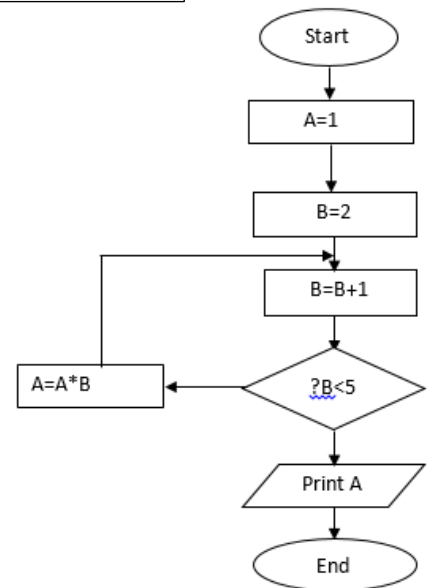 Start
A=1
B=2
B=B+1
?B<5
A=A*B
Print A
End